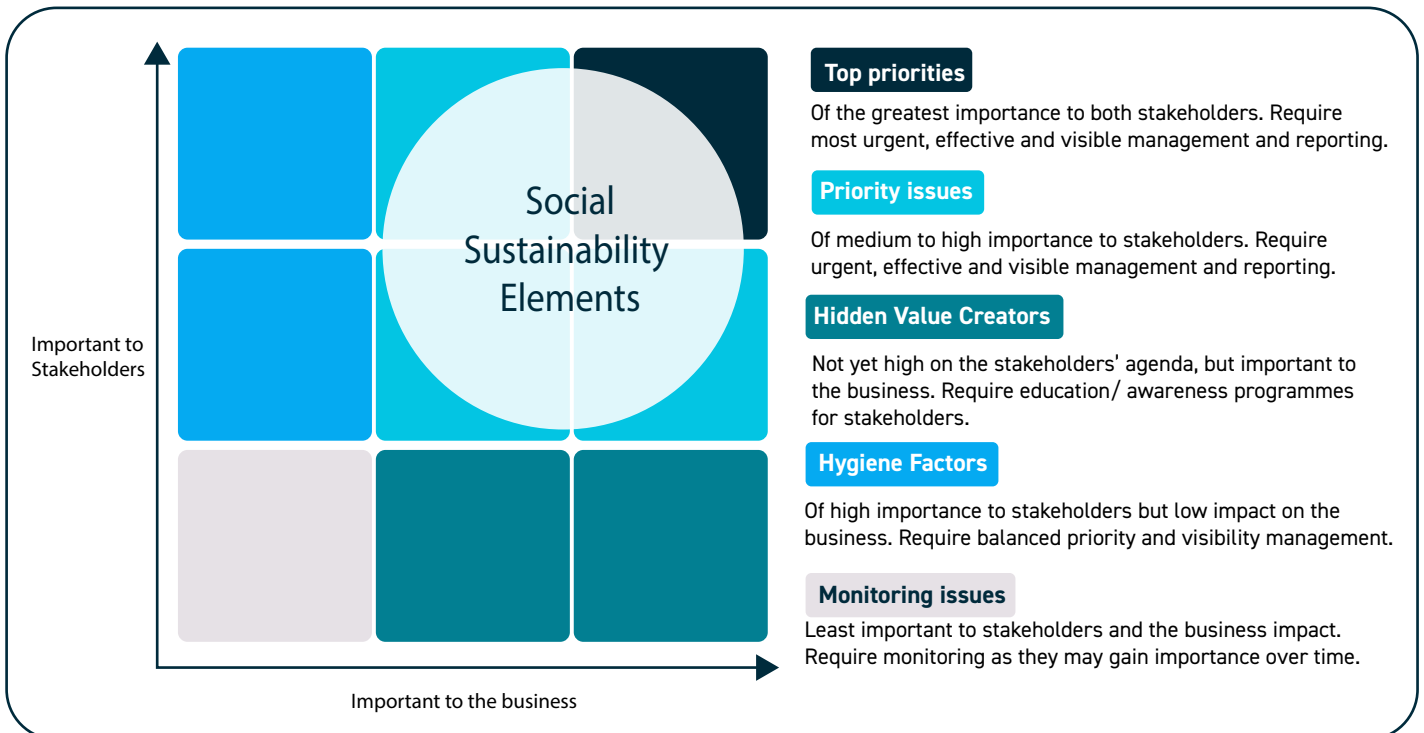 Important to
Stakeholders
Social
Sustainability
Elements
Important to the business
Top priorities
Of the greatest importance to both stakeholders. Require
most urgent, effective and visible management and reporting.
Priority issues
Of medium to high importance to stakeholders. Require
urgent, effective and visible management and reporting.
Hidden Value Creators
Not yet high on the stakeholders’ agenda, but important to
the business. Require education/ awareness programmes
for stakeholders.
Hygiene Factors
Of high importance to stakeholders but low impact on the
business. Require balanced priority and visibility management.
Monitoring issues
Least important to stakeholders and the business impact.
Require monitoring as they may gain importance over time.